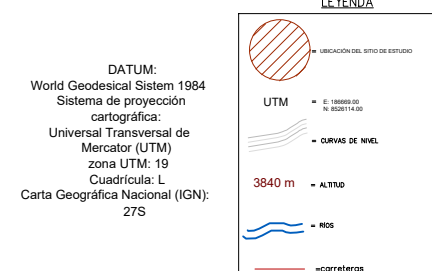 LEYENDA
DATUM:
World Geodesical Sistem 1984
Sistema de proyección
cartográfica:
Universal Transversal de
Mercator (UTM)
zona UTM: 19
Cuadrícula: L
Carta Geográfica Nacional (IGN):
27S
= UBICACIÓN DEL SITIO DE ESTUDIO
UTM = E: 186669.00
N: 8526114.00
= CURVAS DE NIVEL
3840 m = ALTITUD
= RÍOS
=carreteras